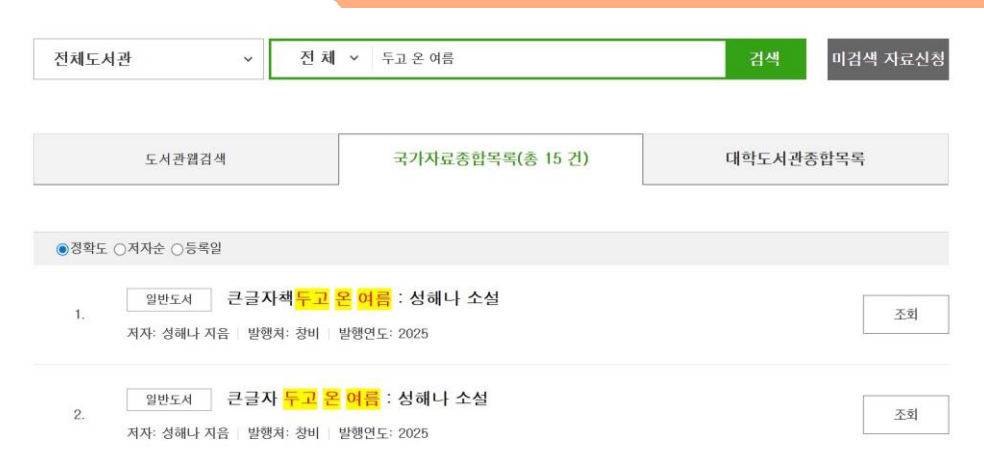 전체도서관 전 체 두고 온 여름 검색 미검색 자료신청
도서관웹검색 국가자료종합목록(총 15 건) 대학도서관종합목록
정확도 저자순 등록일
일반도서 큰글자책두고 온 여름 : 성해나 소설
1. 조회
저자: 성해나 지음 | 발행처: 창비 | 발행연도: 2025
일반도서 큰글자 두고 온 여름 : 성해나 소설
2. 조회
저자: 성해나 지음 | 발행처: 창비 | 발행연도: 2025